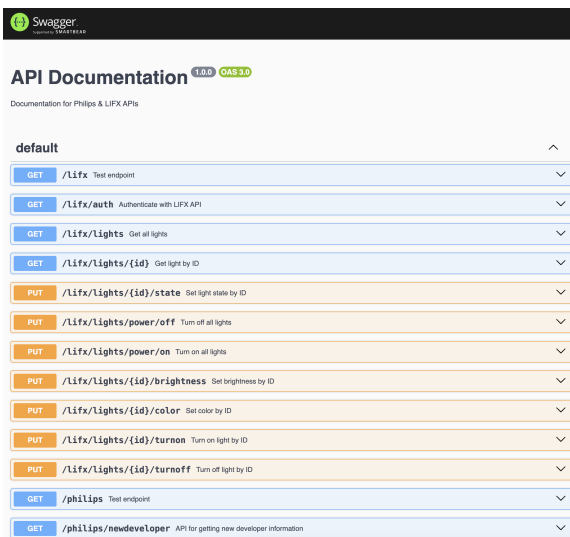 {···} Swagger.
Supported by SMARTBEAR
API Documentation 1.0.0 OAS 3.0
Documentation for Philips & LIFX APIs
default
GET /lifx Test endpoint
GET /lifx/auth Authenticate with LIFX API
GET /lifx/lights Get all lights
GET /lifx/lights/{id} Get light by ID
PUT /lifx/lights/{id}/state Set light state by ID
PUT /lifx/lights/power/off Turn off all lights
PUT /lifx/lights/power/on Turn on all lights
PUT /lifx/lights/{id}/brightness Set brightness by ID
PUT /lifx/lights/{id}/color Set color by ID
PUT /lifx/lights/{id}/turnon Turn on light by ID
PUT /lifx/lights/{id}/turnoff Turn off light by ID
GET /philips Test endpoint
GET /philips/newdeveloper API for getting new developer information